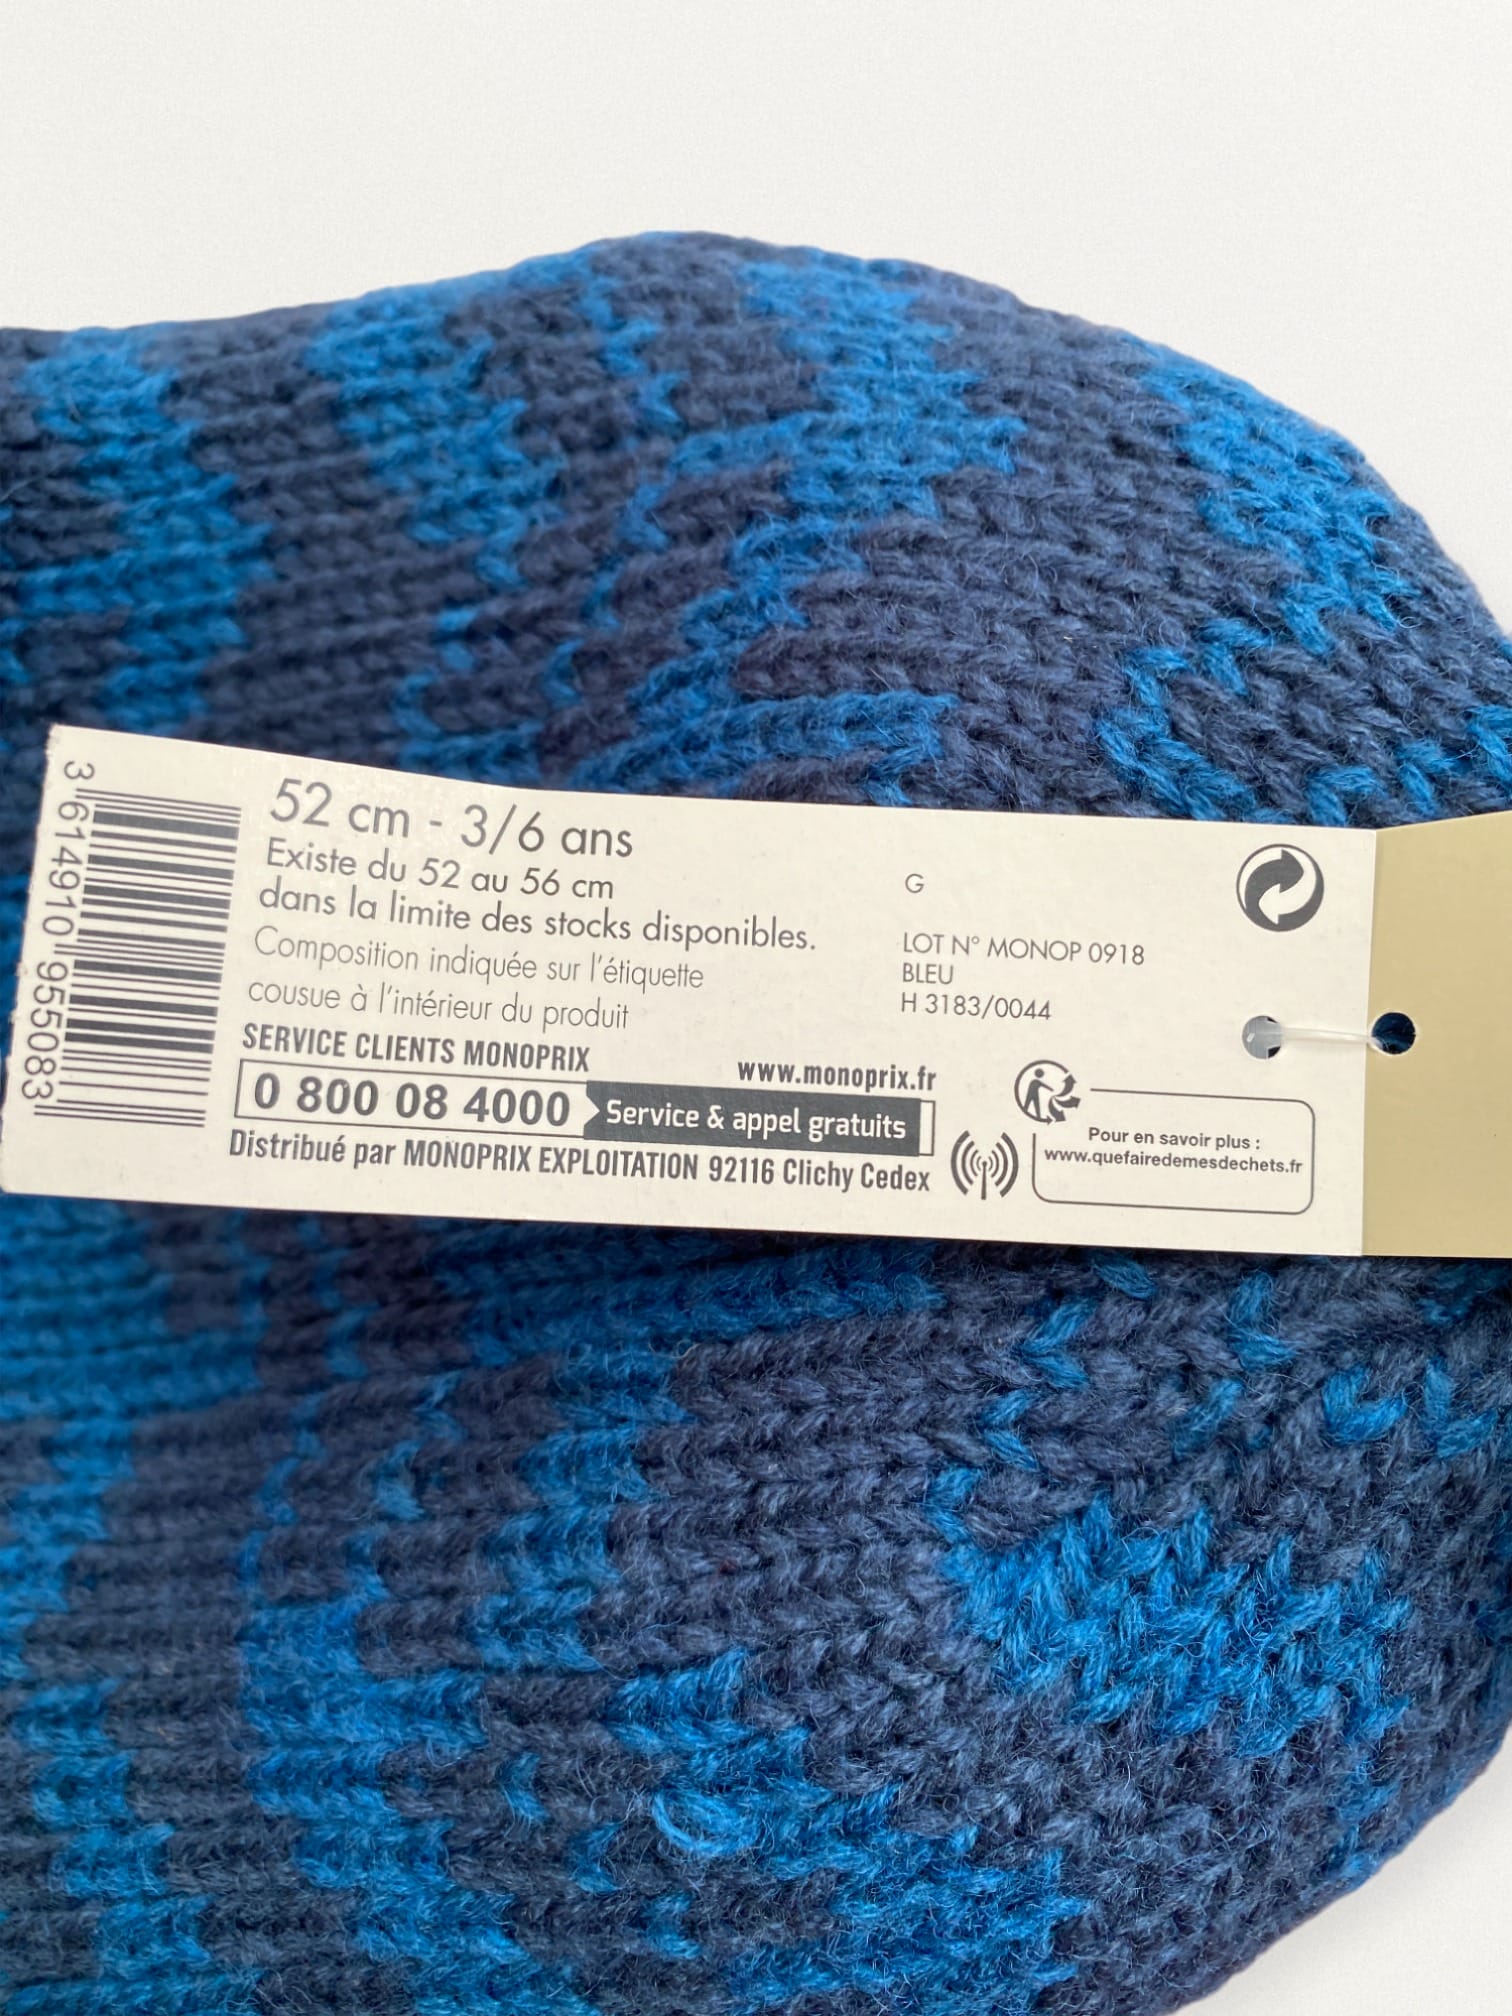 3 614910 955083
52 cm - 3/6 ans
Existe du 52 au 56 cm
dans la limite des stocks disponibles.
Composition indiquée sur l'étiquette
cousue à l'intérieur du produit
SERVICE CLIENTS MONOPRIX
www.monoprix.fr
0 800 08 4000 Service & appel gratuits
Distribué par MONOPRIX EXPLOITATION 92116 Clichy Cedex
G
LOT N° MONOP 0918
BLEU
H 3183/0044
Pour en savoir plus :
www.quefairedemesdechets.fr